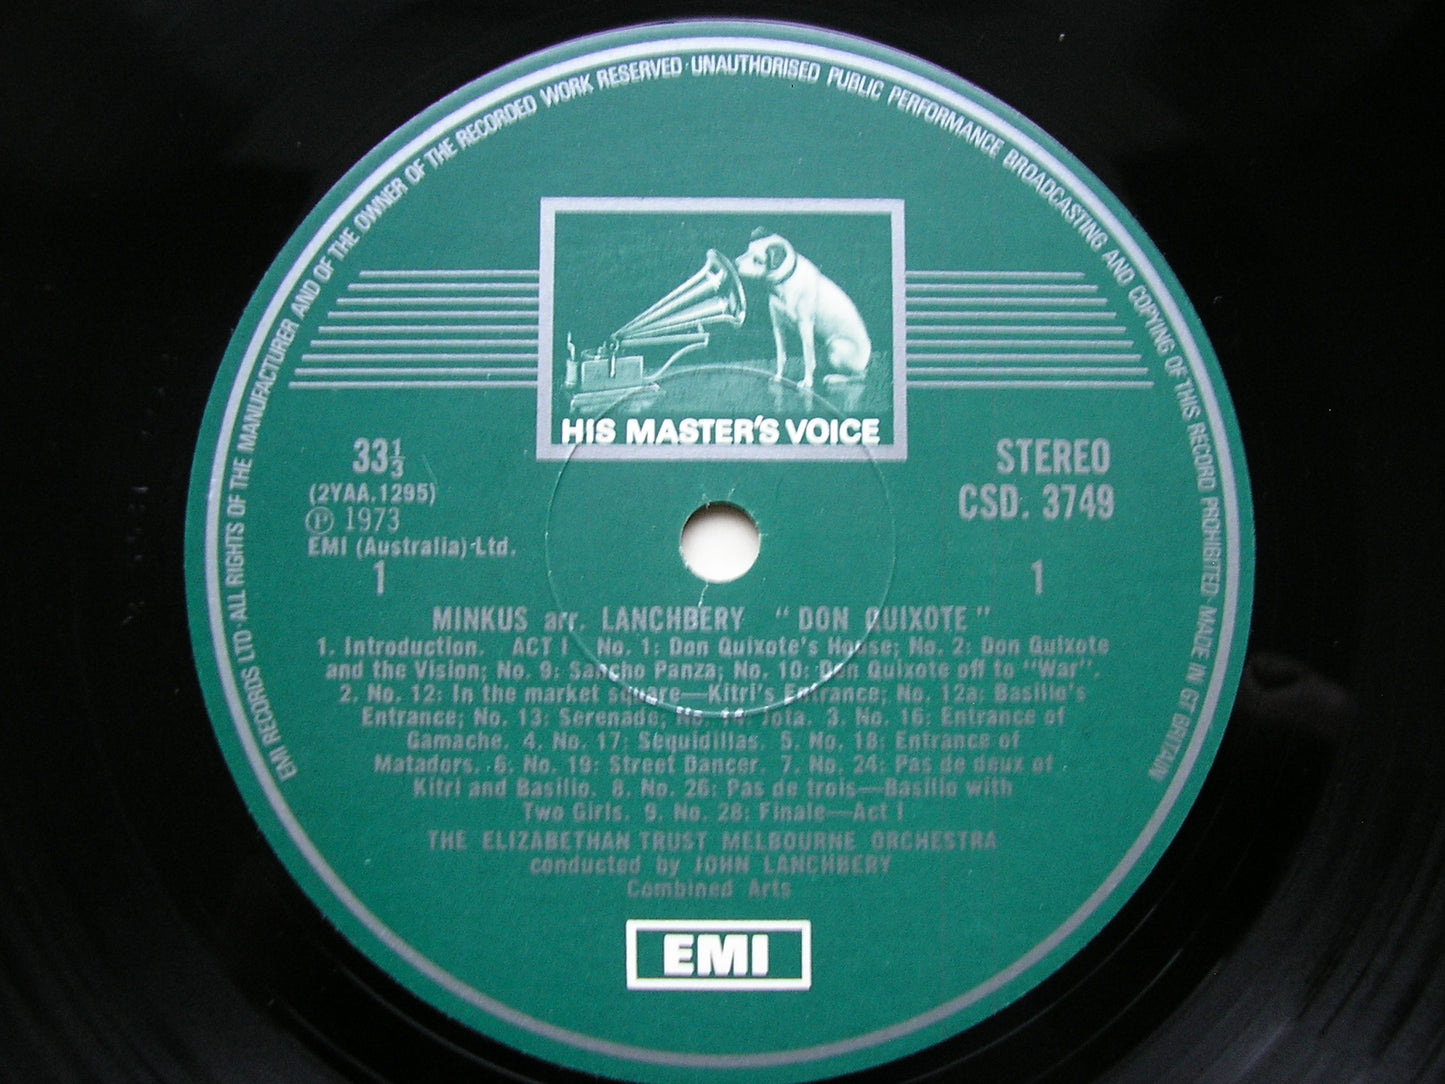 EMI RECORDS LTD · ALL RIGHTS OF THE MANUFACTURER AND OF THE OWNER OF THE RECORDED WORK RESERVED · UNAUTHORISED PUBLIC PERFORMANCE BROADCASTING AND COPYING OF THIS RECORD PROHIBITED · MADE IN GT BRITAIN
HIS MASTER'S VOICE
33⅓
(2YAA.1295)
℗ 1973
EMI (Australia) Ltd.
1
STEREO
CSD. 3749
1
MINKUS arr. LANCHBERY "DON QUIXOTE"
1. Introduction. ACT I No. 1: Don Quixote's House; No. 2: Don Quixote
and the Vision; No. 9: Sancho Panza; No. 10: Don Quixote off to "War".
2. No. 12: In the market square—Kitri's Entrance; No. 12a: Basilio's
Entrance; No. 13: Serenade; No. 14: Jota. 3. No. 16: Entrance of
Gamache. 4. No. 17: Seguidillas. 5. No. 18: Entrance of
Matadors. 6. No. 19: Street Dancer. 7. No. 24: Pas de deux of
Kitri and Basilio. 8. No. 26: Pas de trois—Basilio with
Two Girls. 9. No. 28: Finale—Act I
THE ELIZABETHAN TRUST MELBOURNE ORCHESTRA
conducted by JOHN LANCHBERY
Combined Arts
EMI